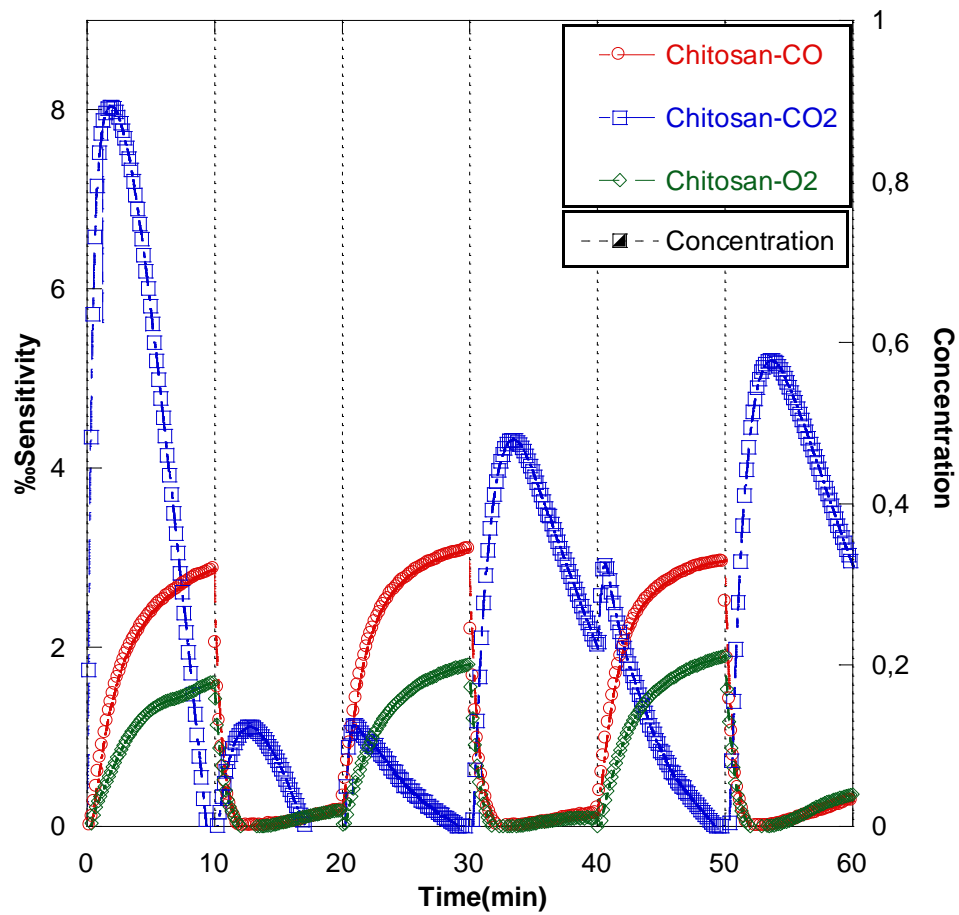 1
Chitosan-CO
Chitosan-CO2
Chitosan-O2
Concentration
8
6
4
2
0
0,8
0,6
0,4
0,2
0
‰Sensitivity
Concentration
0 10 20 30 40 50 60
Time(min)